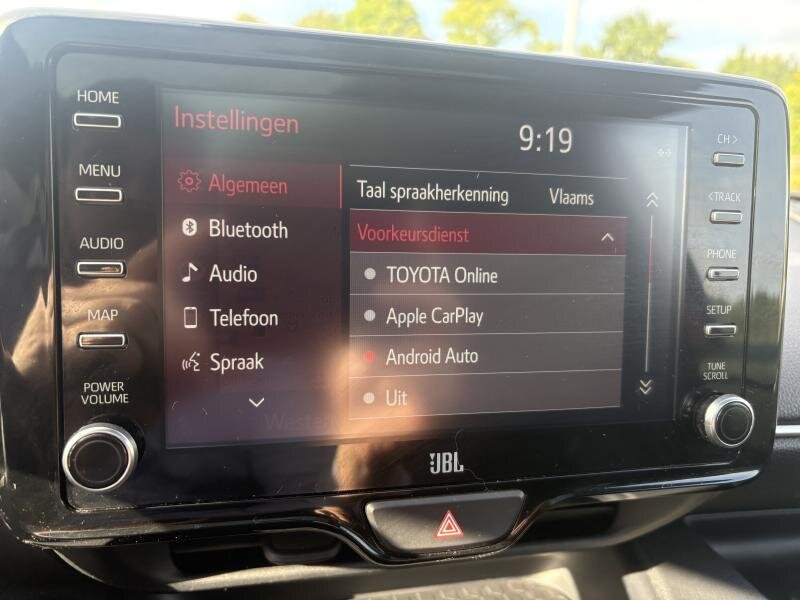 HOME
MENU
AUDIO
MAP
POWER
VOLUME
Instellingen
9:19
Algemeen
Bluetooth
Audio
Telefoon
Spraak
Taal spraakherkenning Vlaams
Voorkeursdienst
TOYOTA Online
Apple CarPlay
Android Auto
Uit
CH >
< TRACK
PHONE
SETUP
TUNE
SCROLL
JBL